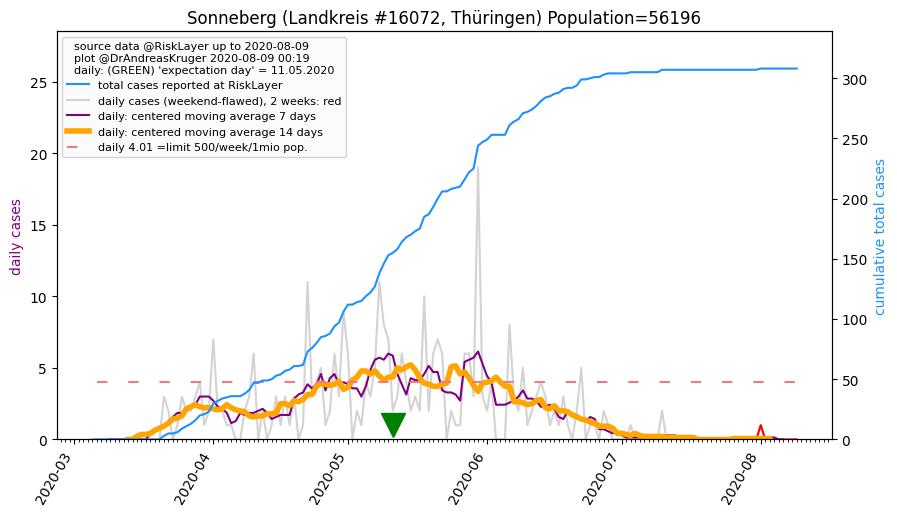 Sonneberg (Landkreis #16072, Thüringen) Population=56196
source data @RiskLayer up to 2020-08-09
plot @DrAndreasKruger 2020-08-09 00:19
daily: (GREEN) 'expectation day' = 11.05.2020
total cases reported at RiskLayer
daily cases (weekend-flawed), 2 weeks: red
daily: centered moving average 7 days
daily: centered moving average 14 days
daily 4.01 =limit 500/week/1mio pop.
daily cases
25
20
15
10
5
0
cumulative total cases
300
250
200
150
100
50
0
2020-03
2020-04
2020-05
2020-06
2020-07
2020-08